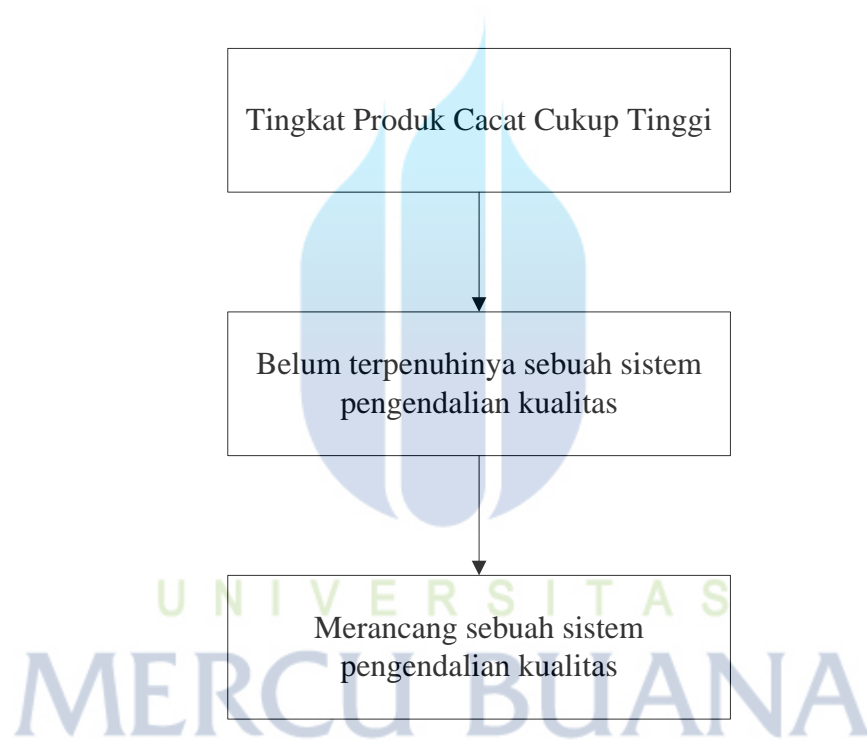 Tingkat Produk Cacat Cukup Tinggi
Belum terpenuhinya sebuah sistem
pengendalian kualitas
UNIVERSITAS
Merancang sebuah sistem
pengendalian kualitas
MERCU BUANA